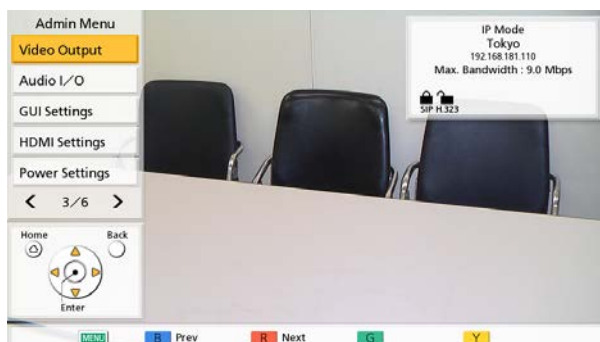 Admin Menu
Video Output
Audio I/O
GUI Settings
HDMI Settings
Power Settings
< 3/6 >
Home Back
Enter
IP Mode
Tokyo
192.168.181.110
Max. Bandwidth : 9.0 Mbps
SIP H.323
MENU B Prev R Next G Y